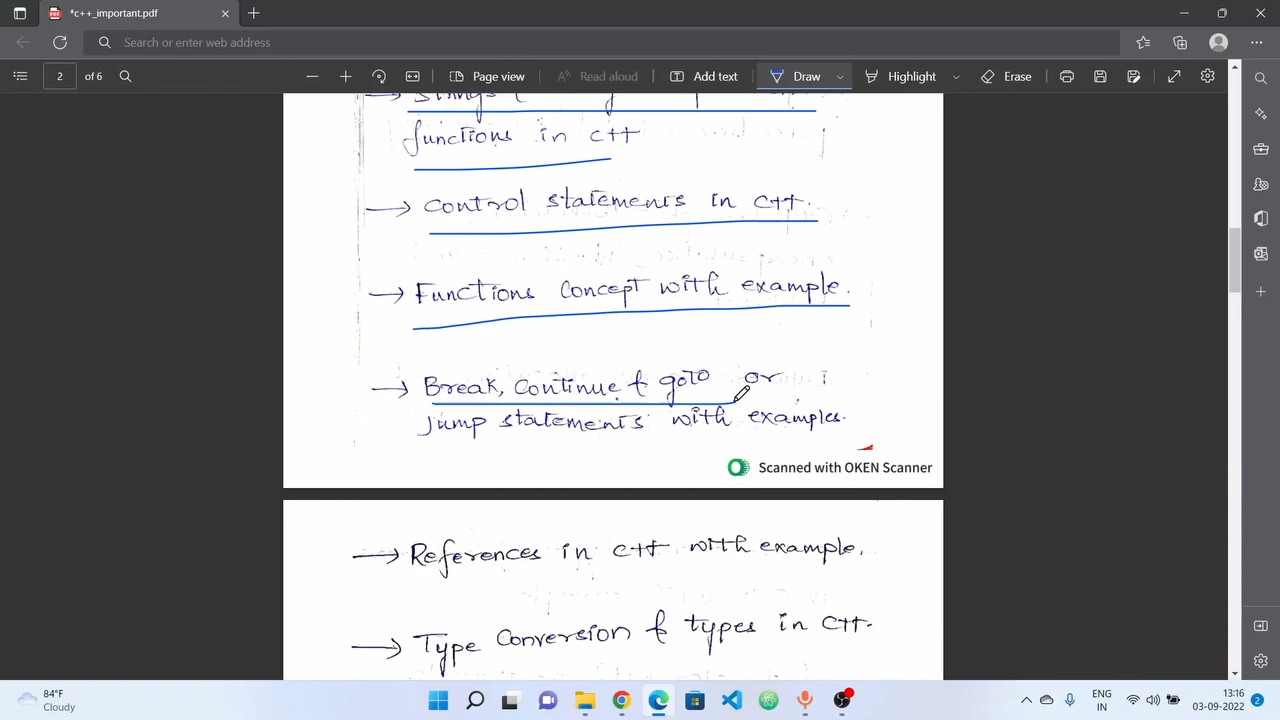 *c++_important.pdf
Search or enter web address
2 of 6
Page view
Read aloud
Add text
Draw
Highlight
Erase
→ Strings
functions in c++
→ control statements in c++.
→ Functions concept with example.
→ Break, continue & goto or
jump statements with examples.
Scanned with OKEN Scanner
→ References in c++ with example.
→ Type conversion & types in c++.
84°F
Cloudy
ENG
IN
13:16
03-09-2022
2